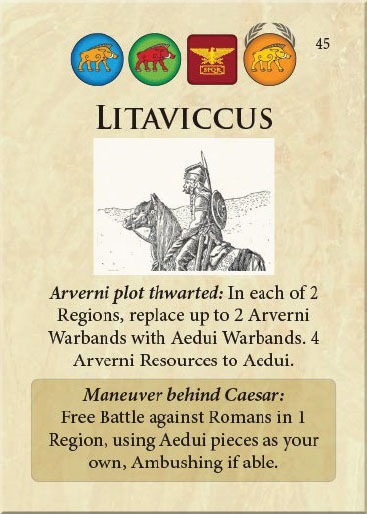 45
SPQR
LITAVICCUS
Arverni plot thwarted: In each of 2
Regions, replace up to 2 Arverni
Warbands with Aedui Warbands. 4
Arverni Resources to Aedui.
Maneuver behind Caesar:
Free Battle against Romans in 1
Region, using Aedui pieces as your
own, Ambushing if able.